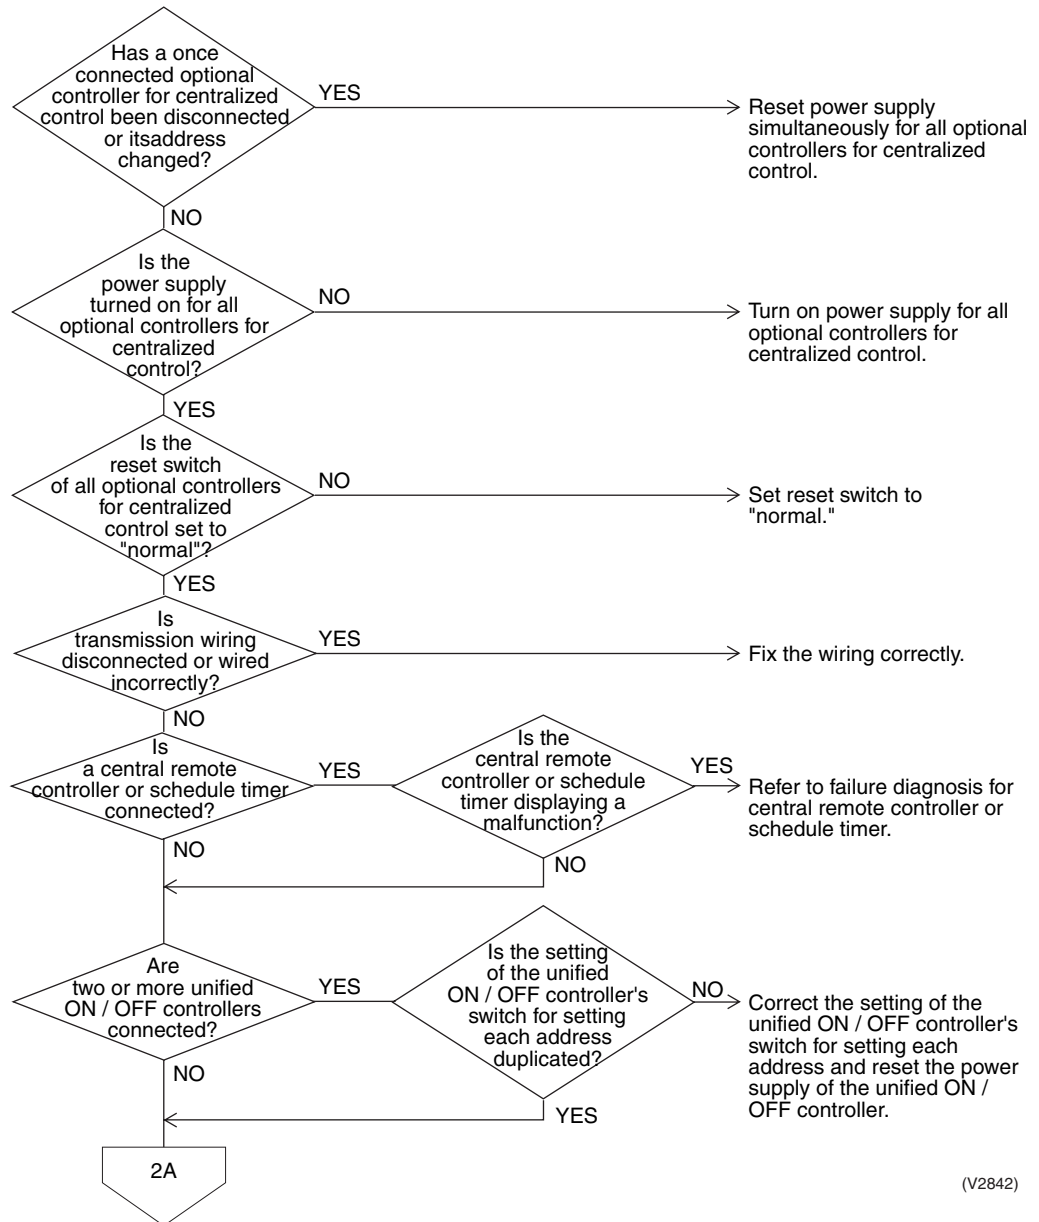 Has a once
connected optional
controller for centralized
control been disconnected
or itsaddress
changed?
YES
Reset power supply
simultaneously for all optional
controllers for centralized
control.
NO
Is the
power supply
turned on for all
optional controllers for
centralized
control?
NO
Turn on power supply for all
optional controllers for
centralized control.
YES
Is the
reset switch
of all optional controllers
for centralized
control set to
"normal"?
NO
Set reset switch to
"normal."
YES
Is
transmission wiring
disconnected or wired
incorrectly?
YES
Fix the wiring correctly.
NO
Is
a central remote
controller or schedule timer
connected?
YES
Is the
central remote
controller or schedule
timer displaying a
malfunction?
YES
Refer to failure diagnosis for
central remote controller or
schedule timer.
NO
NO
Are
two or more unified
ON / OFF controllers
connected?
YES
Is the setting
of the unified
ON / OFF controller's
switch for setting
each address
duplicated?
NO
Correct the setting of the
unified ON / OFF controller's
switch for setting each
address and reset the power
supply of the unified ON /
OFF controller.
NO
YES
2A
(V2842)